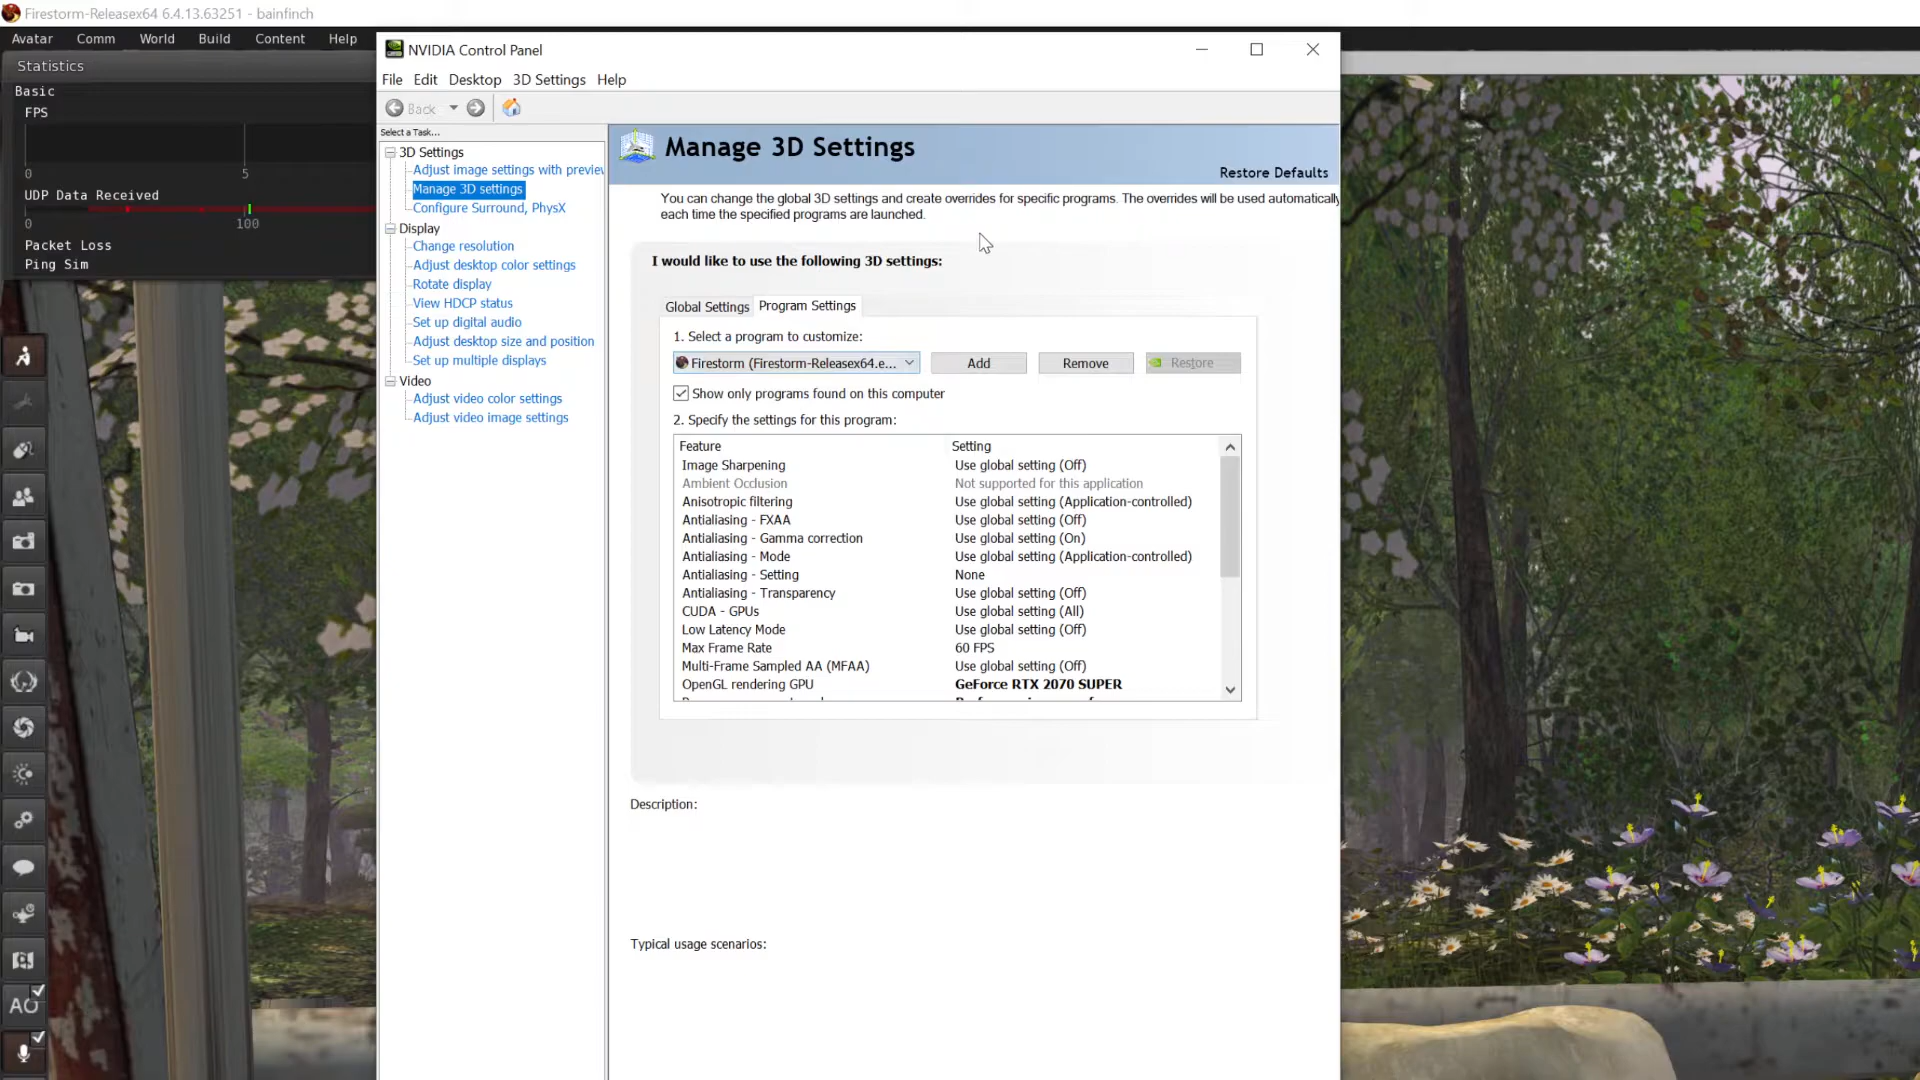 Firestorm-Releasex64 6.4.13.63251 - bainfinch
Avatar Comm World Build Content Help
Statistics
Basic
FPS
0 5
UDP Data Received
0 100
Packet Loss
Ping Sim
AO
NVIDIA Control Panel
File Edit Desktop 3D Settings Help
Back
Select a Task...
3D Settings
Adjust image settings with preview
Manage 3D settings
Configure Surround, PhysX
Display
Change resolution
Adjust desktop color settings
Rotate display
View HDCP status
Set up digital audio
Adjust desktop size and position
Set up multiple displays
Video
Adjust video color settings
Adjust video image settings
Manage 3D Settings
Restore Defaults
You can change the global 3D settings and create overrides for specific programs. The overrides will be used automatically
each time the specified programs are launched.
I would like to use the following 3D settings:
Global Settings Program Settings
1. Select a program to customize:
Firestorm (Firestorm-Releasex64.e... Add Remove Restore
Show only programs found on this computer
2. Specify the settings for this program:
Feature Setting
Image Sharpening Use global setting (Off)
Ambient Occlusion Not supported for this application
Anisotropic filtering Use global setting (Application-controlled)
Antialiasing - FXAA Use global setting (Off)
Antialiasing - Gamma correction Use global setting (On)
Antialiasing - Mode Use global setting (Application-controlled)
Antialiasing - Setting None
Antialiasing - Transparency Use global setting (Off)
CUDA - GPUs Use global setting (All)
Low Latency Mode Use global setting (Off)
Max Frame Rate 60 FPS
Multi-Frame Sampled AA (MFAA) Use global setting (Off)
OpenGL rendering GPU GeForce RTX 2070 SUPER
Description:
Typical usage scenarios: